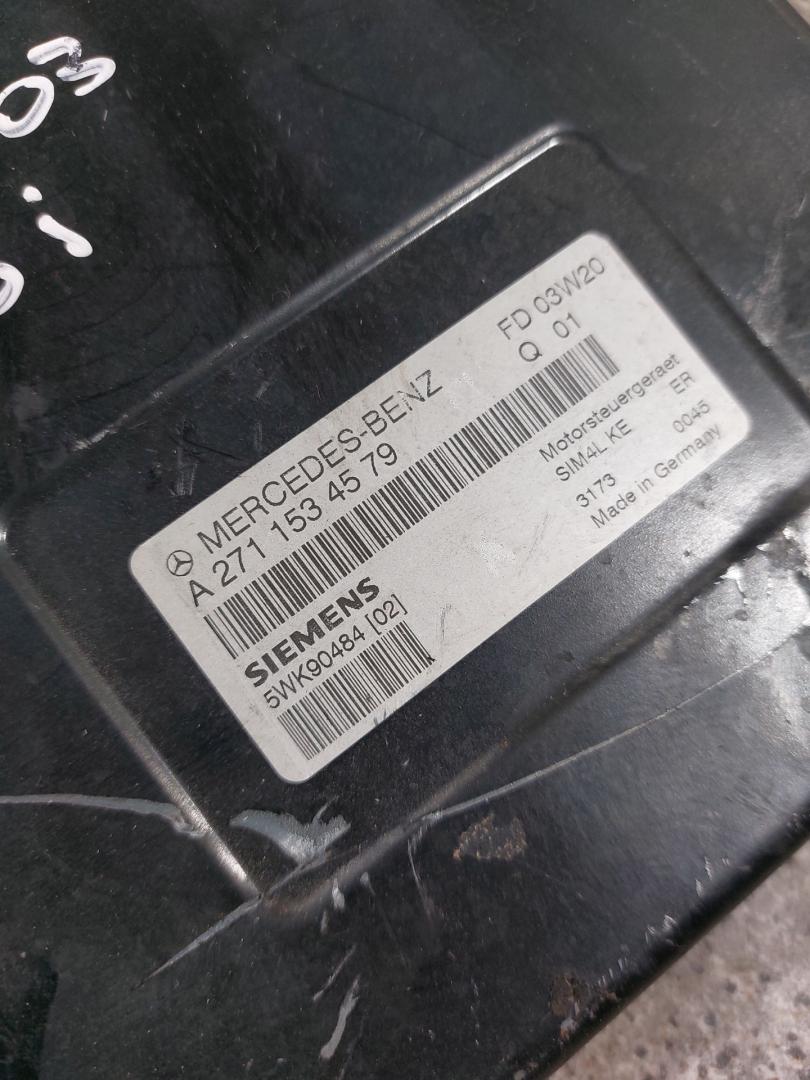 03
i
MERCEDES-BENZ
A 271 153 45 79
FD 03W20
Q 01
SIEMENS
5WK90484 [02]
Motorsteuergeraet
SIM4L KE ER
3173 0045
Made in Germany